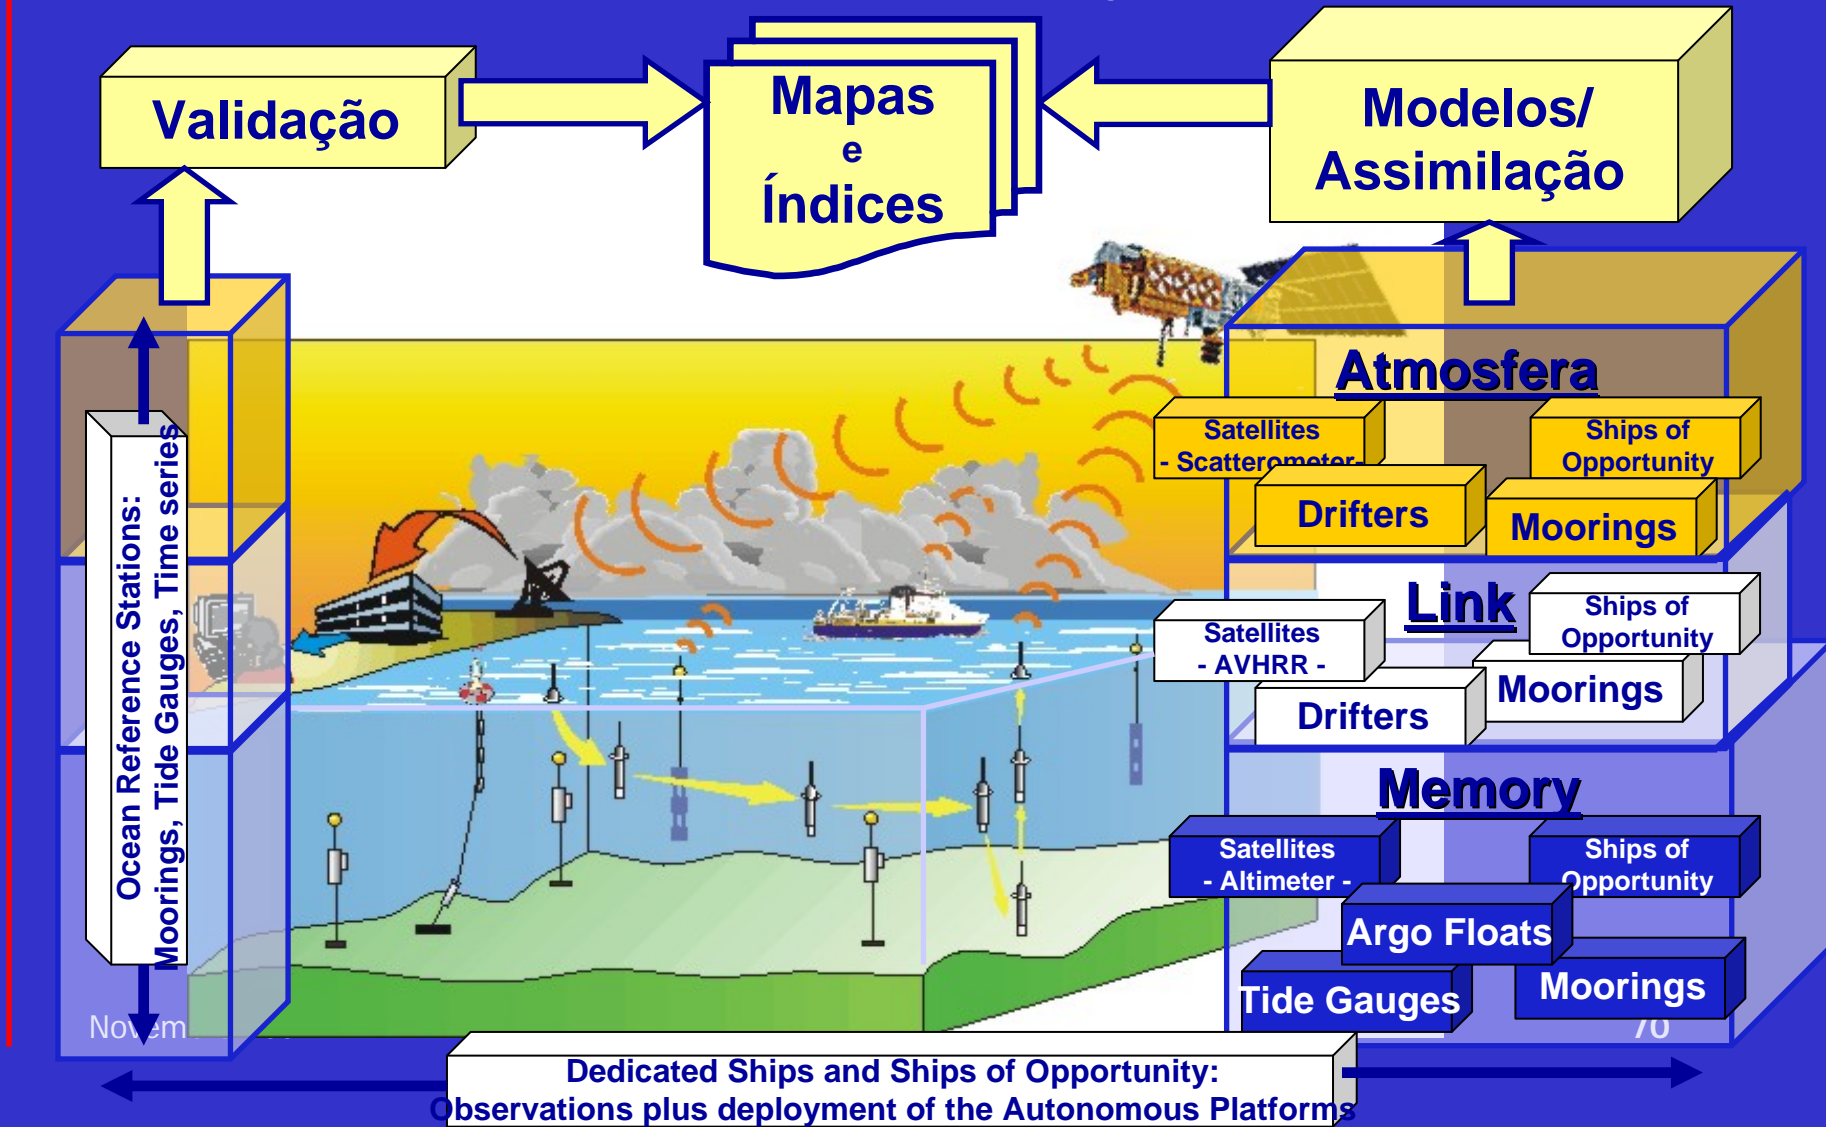 Validação
Mapas
e
Índices
Modelos/
Assimilação
Ocean Reference Stations:
Moorings, Tide Gauges, Time series
Atmosfera
Satellites
- Scatterometer-
Ships of
Opportunity
Drifters
Moorings
Link
Satellites
- AVHRR -
Ships of
Opportunity
Drifters
Moorings
Memory
Satellites
- Altimeter -
Ships of
Opportunity
Argo Floats
Tide Gauges
Moorings
Novem
70
Dedicated Ships and Ships of Opportunity:
Observations plus deployment of the Autonomous Platforms